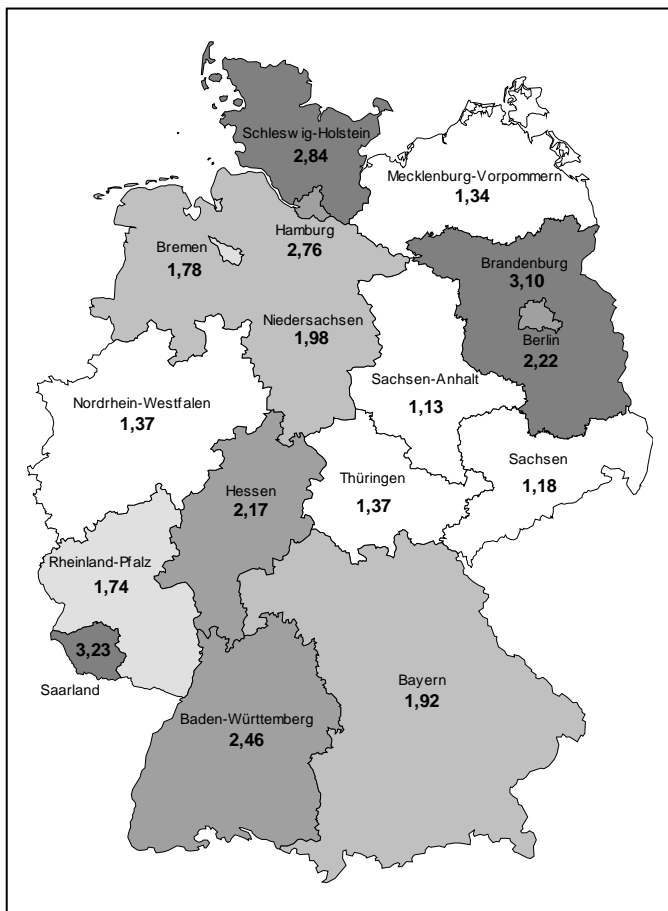 Schleswig-Holstein
2,84
Mecklenburg-Vorpommern
1,34
Hamburg
2,76
Bremen
1,78
Brandenburg
3,10
Niedersachsen
1,98
Berlin
2,22
Sachsen-Anhalt
1,13
Nordrhein-Westfalen
1,37
Sachsen
1,18
Thüringen
1,37
Hessen
2,17
Rheinland-Pfalz
1,74
3,23
Saarland
Bayern
1,92
Baden-Württemberg
2,46